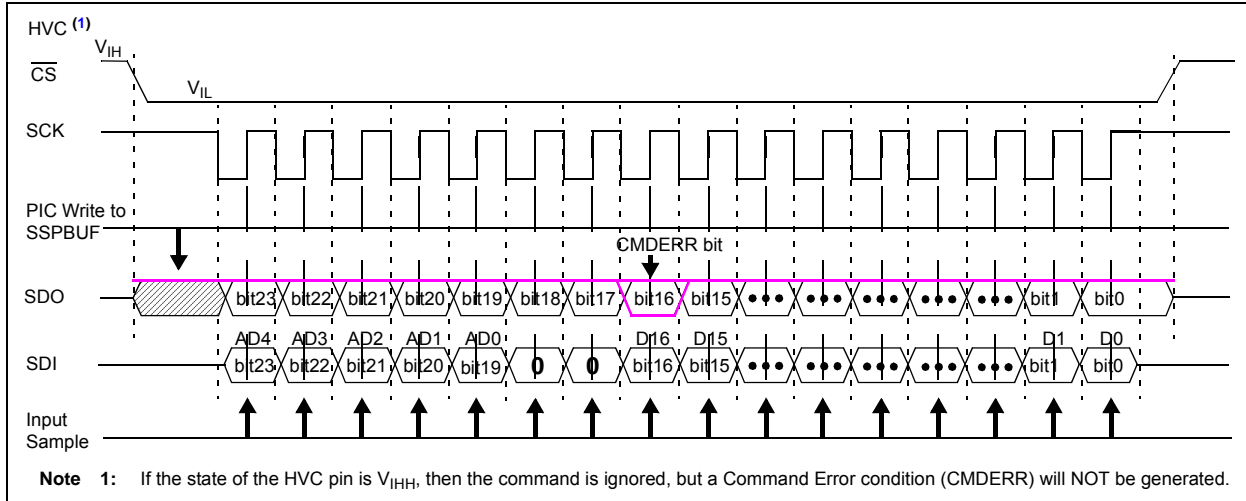 HVC (1)
VIH
CS
VIL
SCK
PIC Write to
SSPBUF
CMDERR bit
SDO
bit23 bit22 bit21 bit20 bit19 bit18 bit17 bit16 bit15 ••• ••• ••• ••• ••• bit1 bit0
AD4 AD3 AD2 AD1 AD0 D16 D15 D1 D0
SDI
bit23 bit22 bit21 bit20 bit19 0 0 bit16 bit15 ••• ••• ••• ••• ••• bit1 bit0
Input
Sample
Note 1: If the state of the HVC pin is VIHH, then the command is ignored, but a Command Error condition (CMDERR) will NOT be generated.